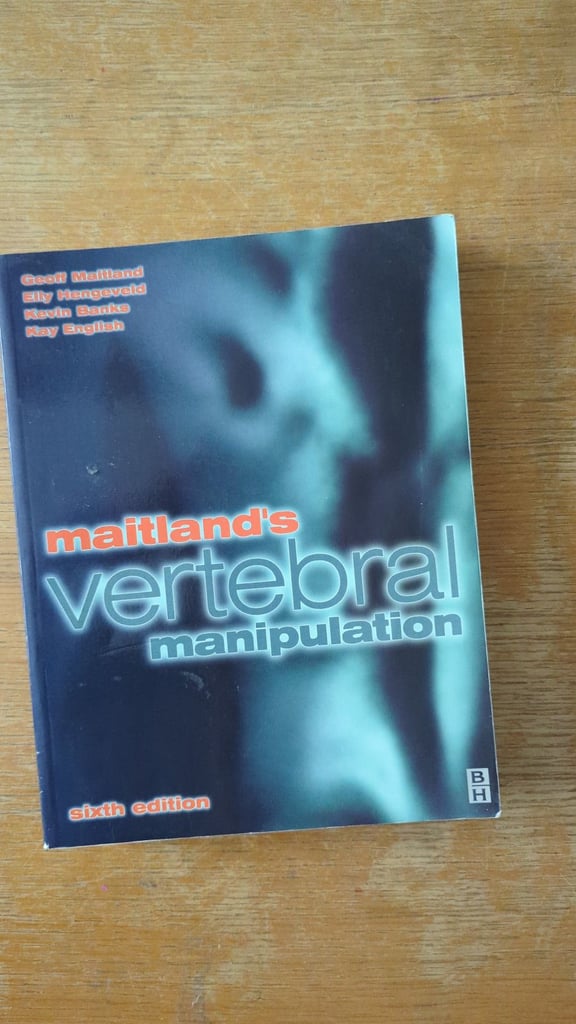 Geoff Maitland
Elly Hengeveld
Kevin Banks
Kay English
maitland's
vertebral
manipulation
sixth edition
B
H